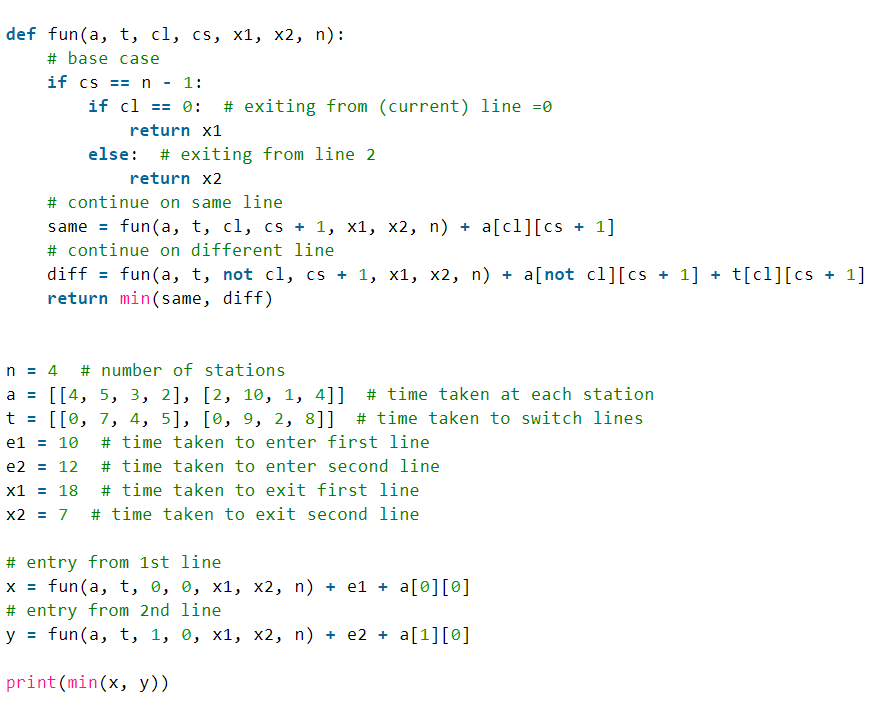 def fun(a, t, cl, cs, x1, x2, n):
    # base case
    if cs == n - 1:
        if cl == 0:  # exiting from (current) line =0
            return x1
        else:  # exiting from line 2
            return x2
    # continue on same line
    same = fun(a, t, cl, cs + 1, x1, x2, n) + a[cl][cs + 1]
    # continue on different line
    diff = fun(a, t, not cl, cs + 1, x1, x2, n) + a[not cl][cs + 1] + t[cl][cs + 1]
    return min(same, diff)
n = 4  # number of stations
a = [[4, 5, 3, 2], [2, 10, 1, 4]]  # time taken at each station
t = [[0, 7, 4, 5], [0, 9, 2, 8]]  # time taken to switch lines
e1 = 10  # time taken to enter first line
e2 = 12  # time taken to enter second line
x1 = 18  # time taken to exit first line
x2 = 7  # time taken to exit second line
# entry from 1st line
x = fun(a, t, 0, 0, x1, x2, n) + e1 + a[0][0]
# entry from 2nd line
y = fun(a, t, 1, 0, x1, x2, n) + e2 + a[1][0]
print(min(x, y))